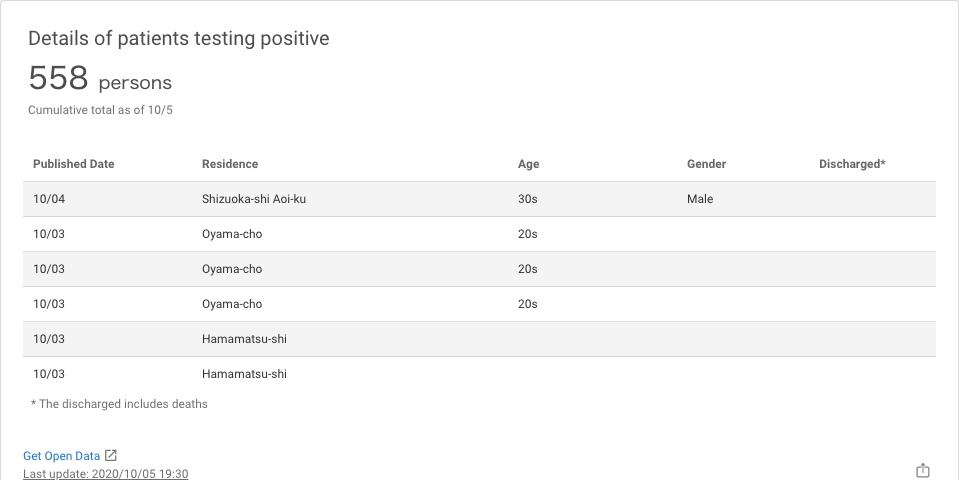 Details of patients testing positive
558 persons
Cumulative total as of 10/5
Published Date Residence Age Gender Discharged*
10/04 Shizuoka-shi Aoi-ku 30s Male
10/03 Oyama-cho 20s
10/03 Oyama-cho 20s
10/03 Oyama-cho 20s
10/03 Hamamatsu-shi
10/03 Hamamatsu-shi
* The discharged includes deaths
Get Open Data
Last update: 2020/10/05 19:30